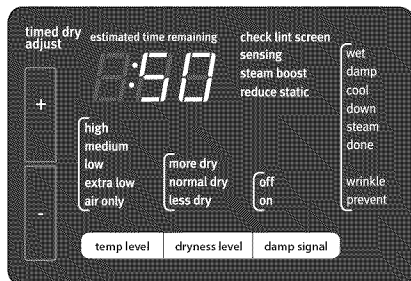 timed dry
adjust
estimated time remaining
:50
check lint screen
sensing
steam boost
reduce static
wet
damp
cool
down
steam
done
wrinkle
prevent
+
-
high
medium
low
extra low
air only
more dry
normal dry
less dry
off
on
temp level
dryness level
damp signal